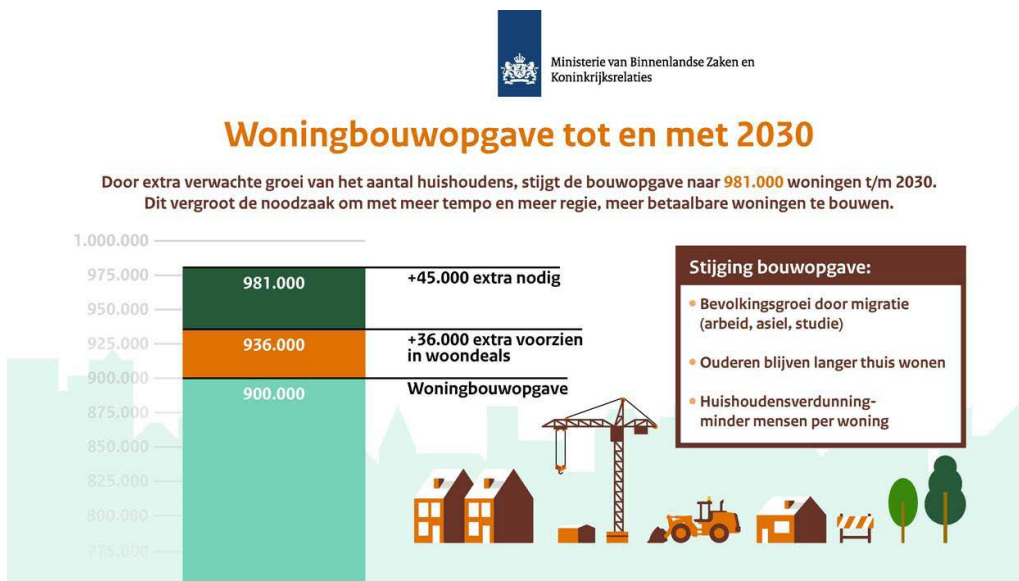 Ministerie van Binnenlandse Zaken en
Koninkrijksrelaties
Woningbouwopgave tot en met 2030
Door extra verwachte groei van het aantal huishoudens, stijgt de bouwopgave naar 981.000 woningen t/m 2030.
Dit vergroot de noodzaak om met meer tempo en meer regie, meer betaalbare woningen te bouwen.
1.000.000
975.000
950.000
925.000
900.000
875.000
850.000
825.000
800.000
775.000
981.000
936.000
900.000
+45.000 extra nodig
+36.000 extra voorzien
in woondeals
Woningbouwopgave
Stijging bouwopgave:
• Bevolkingsgroei door migratie
(arbeid, asiel, studie)
• Ouderen blijven langer thuis wonen
• Huishoudensverdunning-
minder mensen per woning